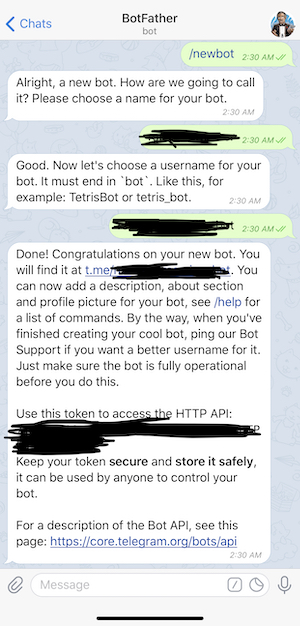 Chats
BotFather
bot
/newbot
2:30 AM
Alright, a new bot. How are we going to call
it? Please choose a name for your bot.
2:30 AM
2:30 AM
Good. Now let's choose a username for your
bot. It must end in `bot`. Like this, for
example: TetrisBot or tetris_bot.
2:30 AM
2:30 AM
Done! Congratulations on your new bot. You
will find it at t.me/ . You
can now add a description, about section
and profile picture for your bot, see /help for
a list of commands. By the way, when you've
finished creating your cool bot, ping our Bot
Support if you want a better username for it.
Just make sure the bot is fully operational
before you do this.
Use this token to access the HTTP API:
Keep your token secure and store it safely,
it can be used by anyone to control your
bot.
For a description of the Bot API, see this
page: https://core.telegram.org/bots/api
2:30 AM
Message